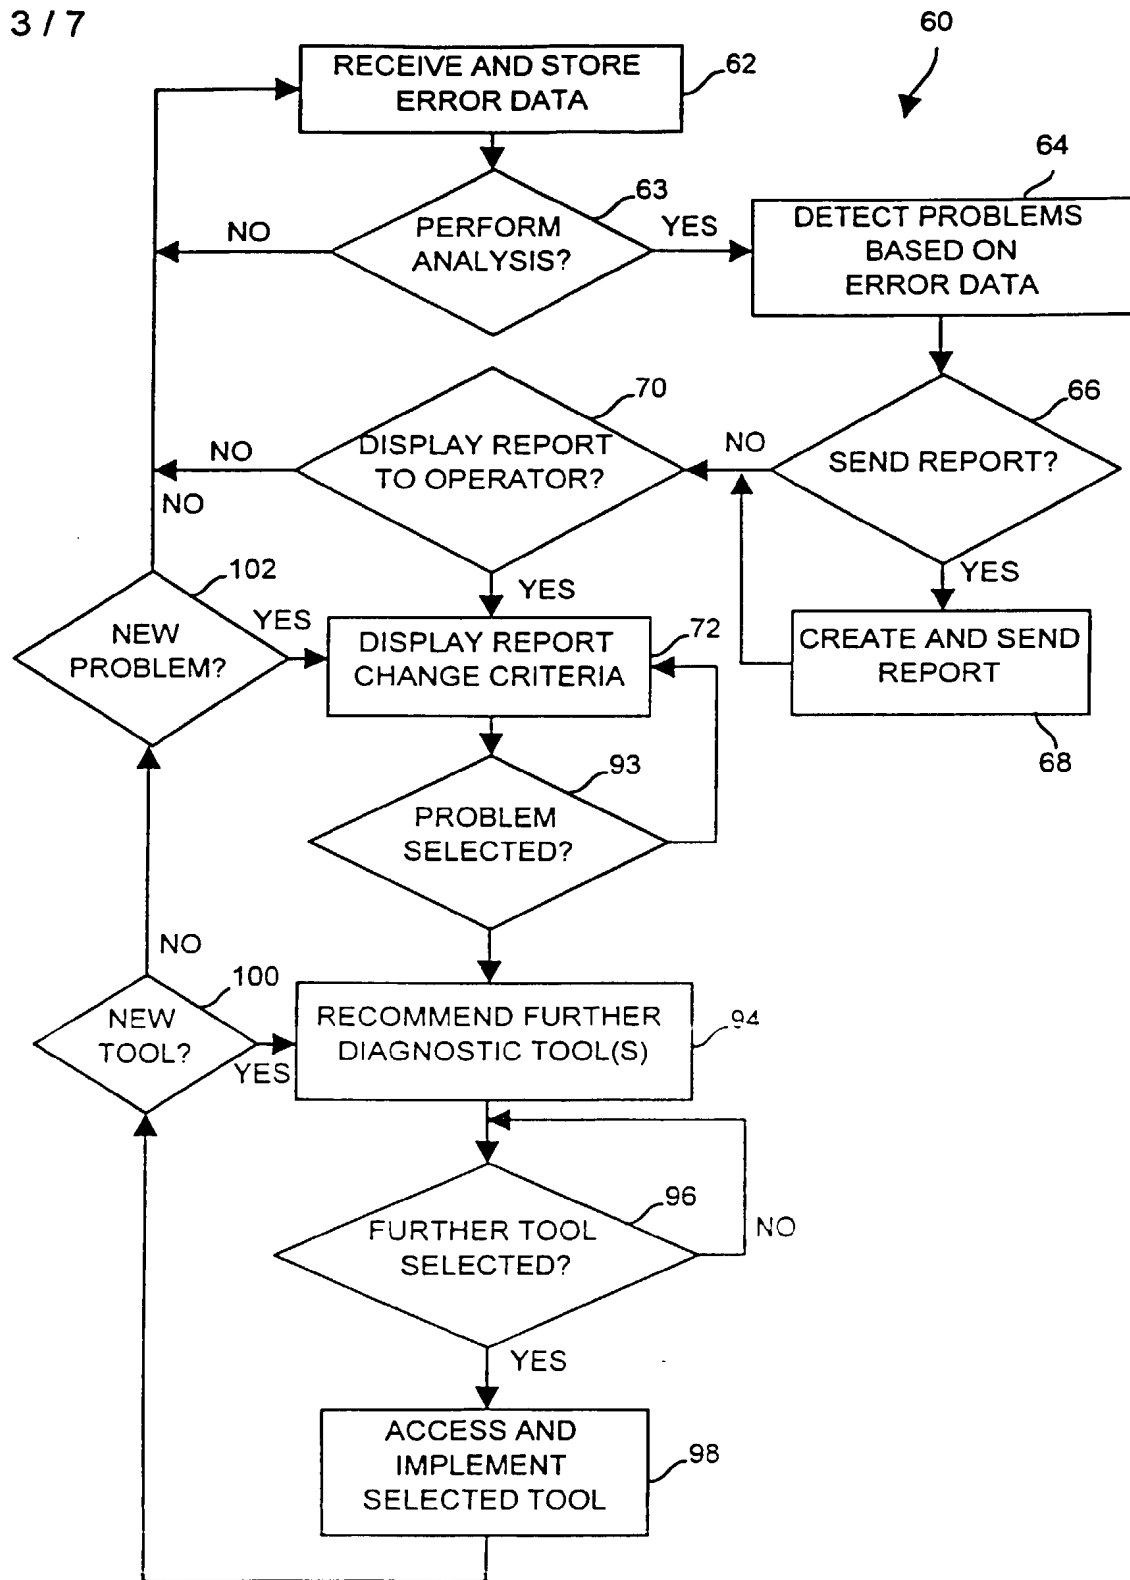 3 / 7
60
RECEIVE AND STORE
ERROR DATA
62
63
PERFORM
ANALYSIS?
NO
YES
64
DETECT PROBLEMS
BASED ON
ERROR DATA
66
SEND REPORT?
NO
YES
70
DISPLAY REPORT
TO OPERATOR?
NO
NO
YES
CREATE AND SEND
REPORT
68
102
NEW
PROBLEM?
YES
DISPLAY REPORT
CHANGE CRITERIA
72
93
PROBLEM
SELECTED?
NO
100
NEW
TOOL?
YES
RECOMMEND FURTHER
DIAGNOSTIC TOOL(S)
94
96
FURTHER TOOL
SELECTED?
NO
YES
ACCESS AND
IMPLEMENT
SELECTED TOOL
98